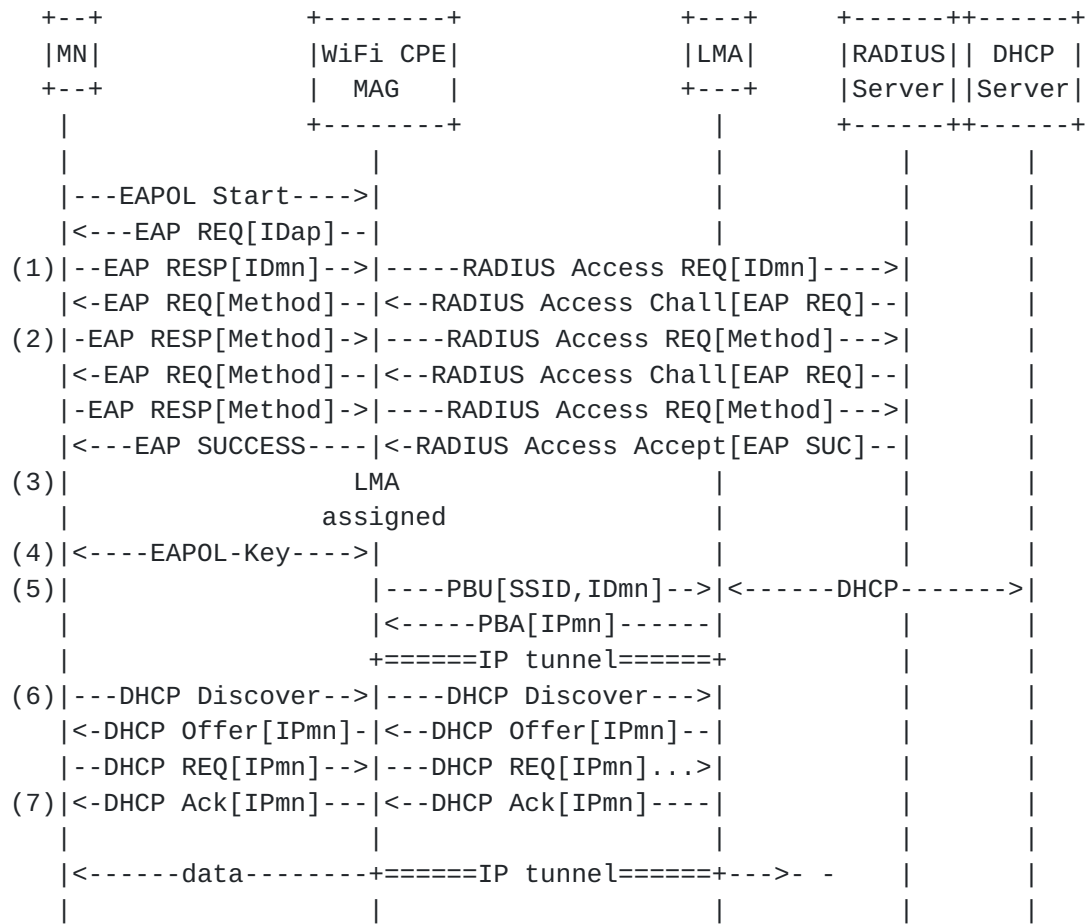 +--+              +--------+              +---+     +------++------+
|MN|              |WiFi CPE|              |LMA|     |RADIUS|| DHCP |
+--+              |  MAG   |              +---+     |Server||Server|
|                +--------+                |       +------++------+
|                   |                    |          |       |
|---EAPOL Start---->|                    |          |       |
|<---EAP REQ[IDap]--|                    |          |       |
(1)|--EAP RESP[IDmn]-->|-----RADIUS Access REQ[IDmn]---->|       |
|<-EAP REQ[Method]--|<--RADIUS Access Chall[EAP REQ]--|       |
(2)|-EAP RESP[Method]->|----RADIUS Access REQ[Method]--->|       |
|<-EAP REQ[Method]--|<--RADIUS Access Chall[EAP REQ]--|       |
|-EAP RESP[Method]->|----RADIUS Access REQ[Method]--->|       |
|<---EAP SUCCESS----|<-RADIUS Access Accept[EAP SUC]--|       |
(3)|                  LMA                   |           |       |
|                assigned                |           |       |
(4)|<----EAPOL-Key---->|                    |           |       |
(5)|                   |----PBU[SSID,IDmn]-->|<------DHCP------->|
|                   |<-----PBA[IPmn]------|           |       |
|                   +======IP tunnel======+           |       |
(6)|---DHCP Discover-->|----DHCP Discover--->|           |       |
|<-DHCP Offer[IPmn]-|<--DHCP Offer[IPmn]--|           |       |
|--DHCP REQ[IPmn]-->|---DHCP REQ[IPmn]...>|           |       |
(7)|<-DHCP Ack[IPmn]---|<--DHCP Ack[IPmn]----|           |       |
|                   |                    |           |       |
|<------data--------+======IP tunnel======+--->- -    |       |
|                   |                    |           |       |